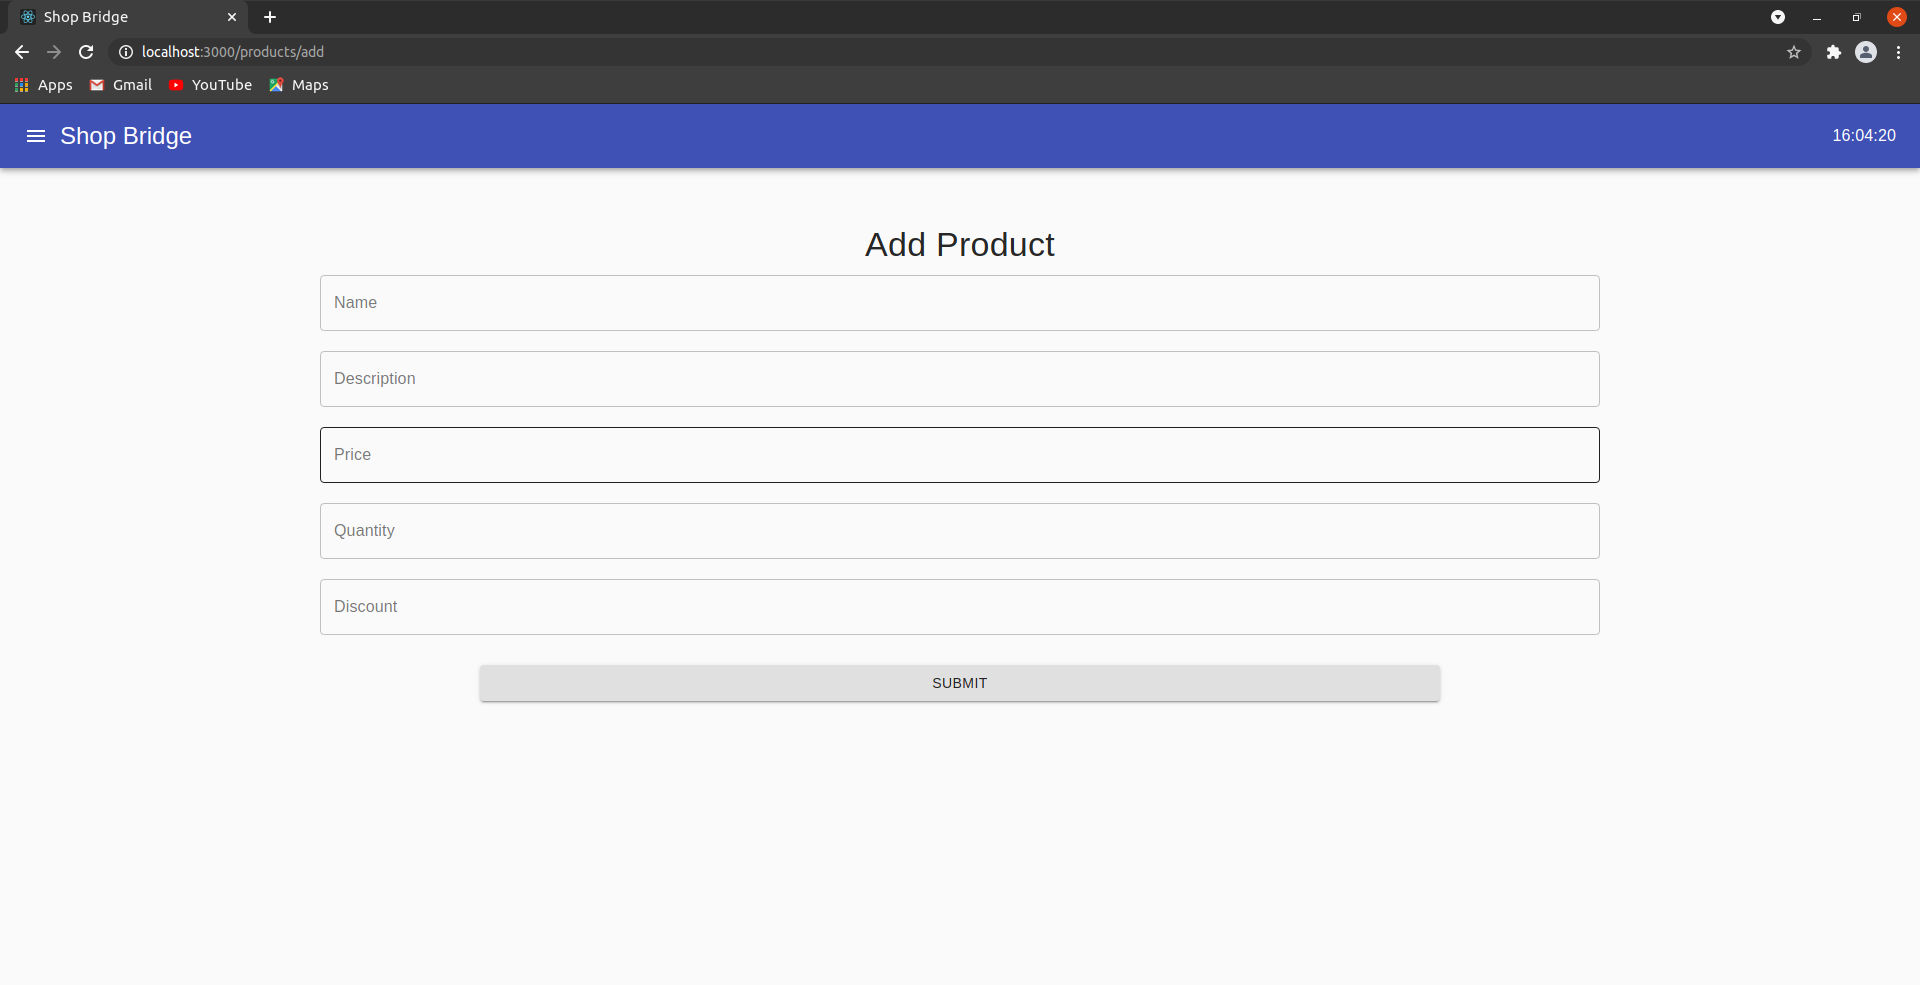 Shop Bridge
localhost:3000/products/add
Apps Gmail YouTube Maps
Shop Bridge 16:04:20
Add Product
Name
Description
Price
Quantity
Discount
SUBMIT